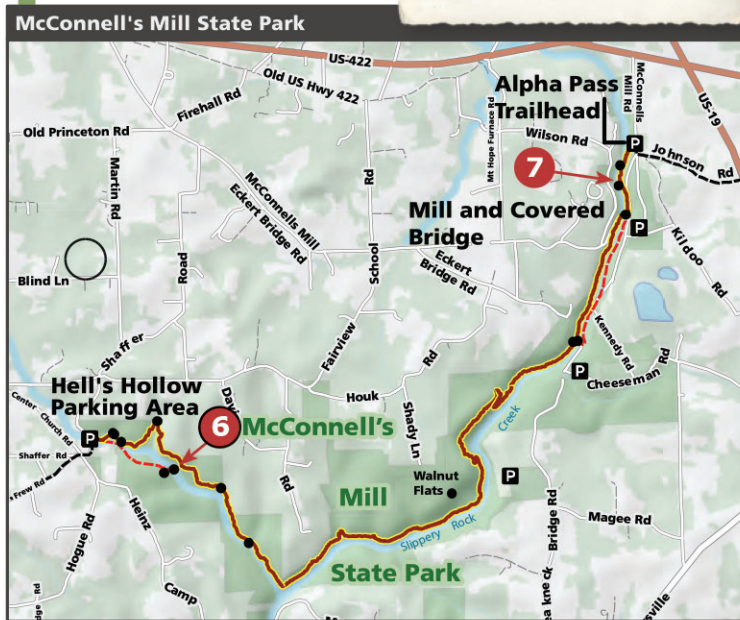 McConnell's Mill State Park
US-422
Old US Hwy 422
Firehall Rd
Old Princeton Rd
Martin Rd
McConnells Mill
Eckert Bridge Rd
Road
School
Rd
Mt Hope Furnace Rd
Alpha Pass
Trailhead
McConnells
Mill Rd
US-19
Wilson Rd
P
Johnson
Rd
7
Mill and Covered
Bridge
P
Kildoo
Rd
Eckert
Bridge Rd
Blind Ln
Shaffer
Fairview
Rd
Kennedy Rd
Cheeseman Rd
P
Hell's Hollow
Parking Area
Houk
Shady Ln
Creek
Center
Church Rd
P
6
McConnell's
Shaffer Rd
Frew Rd
Rd
Walnut
Flats
P
Mill
Hogue Rd
Heinz
Camp
Slippery
Rock
Bridge Rd
Magee Rd
State Park